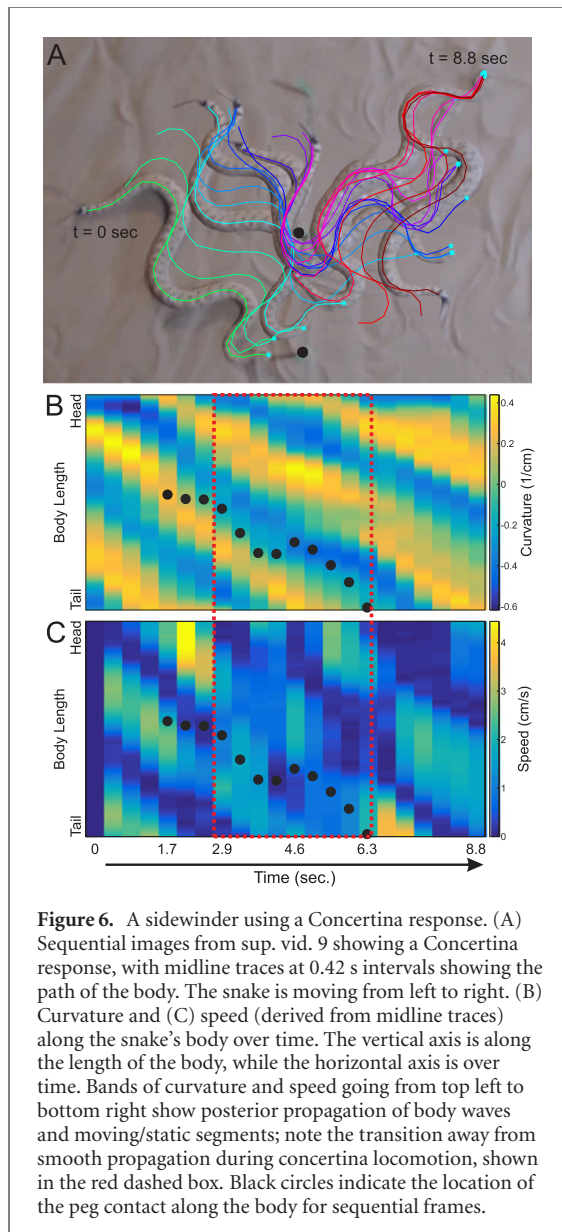 A
t = 8.8 sec
t = 0 sec
B
Head
Body Length
Tail
0.4
0.2
0
-0.2
-0.4
-0.6
Curvature (1/cm)
C
Head
Body Length
Tail
4
3
2
1
0
Speed (cm/s)
0 1.7 2.9 4.6 6.3 8.8
Time (sec.)
Figure 6. A sidewinder using a Concertina response. (A)
Sequential images from sup. vid. 9 showing a Concertina
response, with midline traces at 0.42 s intervals showing the
path of the body. The snake is moving from left to right. (B)
Curvature and (C) speed (derived from midline traces)
along the snake's body over time. The vertical axis is along
the length of the body, while the horizontal axis is over
time. Bands of curvature and speed going from top left to
bottom right show posterior propagation of body waves
and moving/static segments; note the transition away from
smooth propagation during concertina locomotion, shown
in the red dashed box. Black circles indicate the location of
the peg contact along the body for sequential frames.